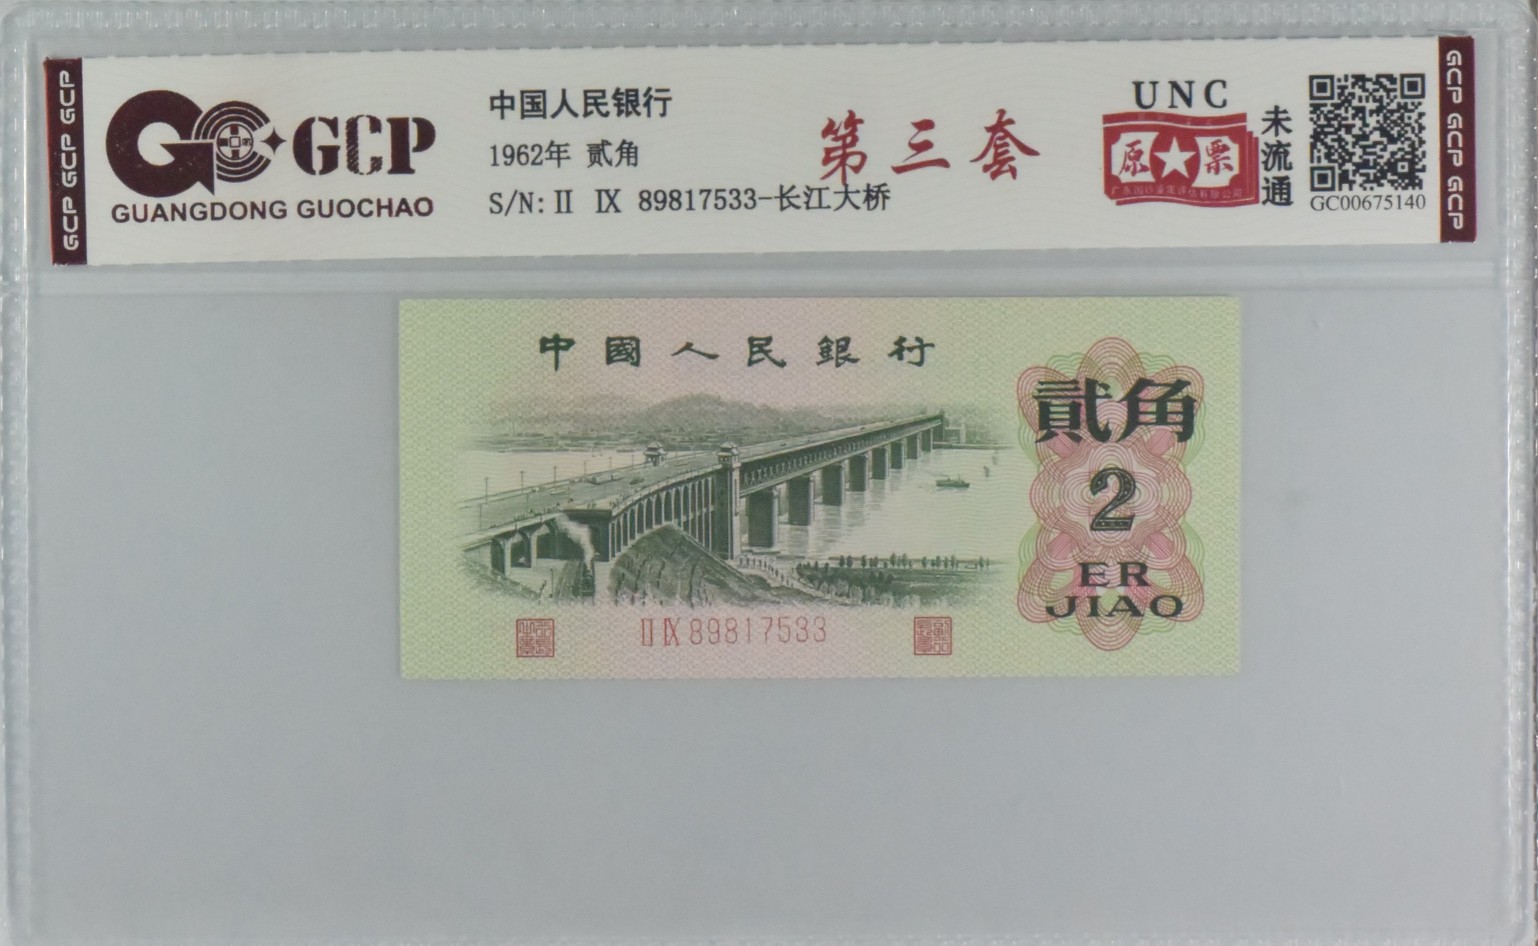 GCP GCP GCP
GCP
GUANGDONG GUOCHAO
中国人民银行
1962年 贰角
S/N: II IX 89817533-长江大桥
第三套
UNC
原★票
未流通
GC00675140
GCP GCP GCP
中國人民銀行
貳角
2
ER
JIAO
II IX 89817533